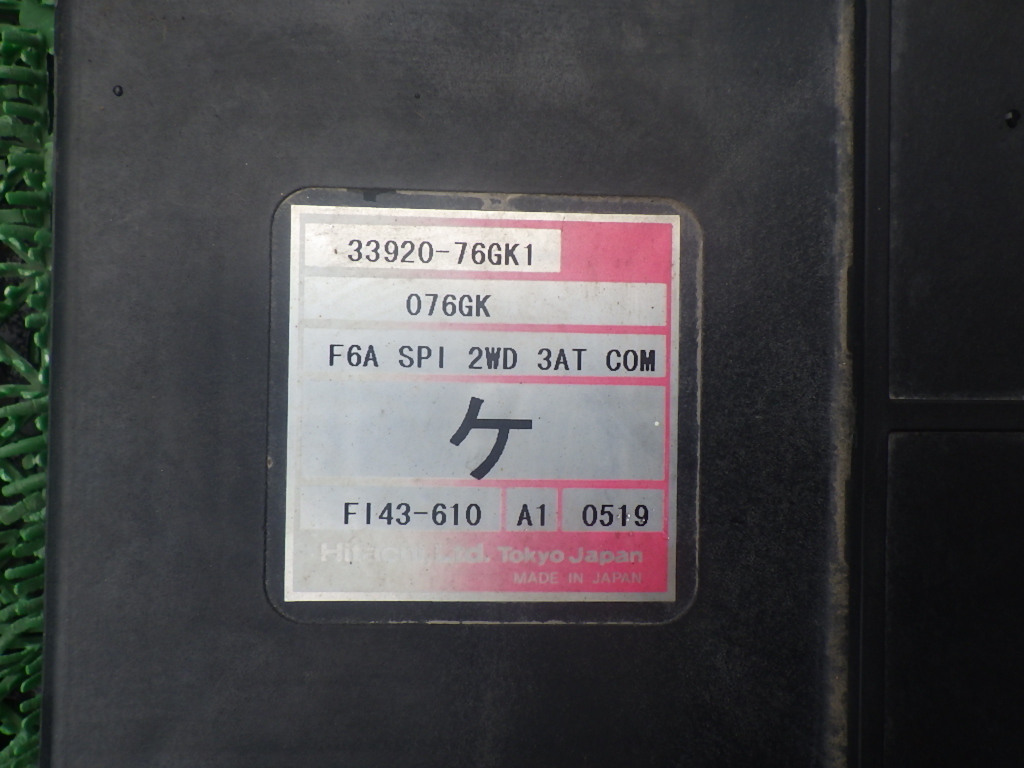 33920-76GK1
076GK
F6A SPI 2WD 3AT COM
ケ
FI43-610 A1 0519
Hitachi, Ltd. Tokyo Japan
MADE IN JAPAN